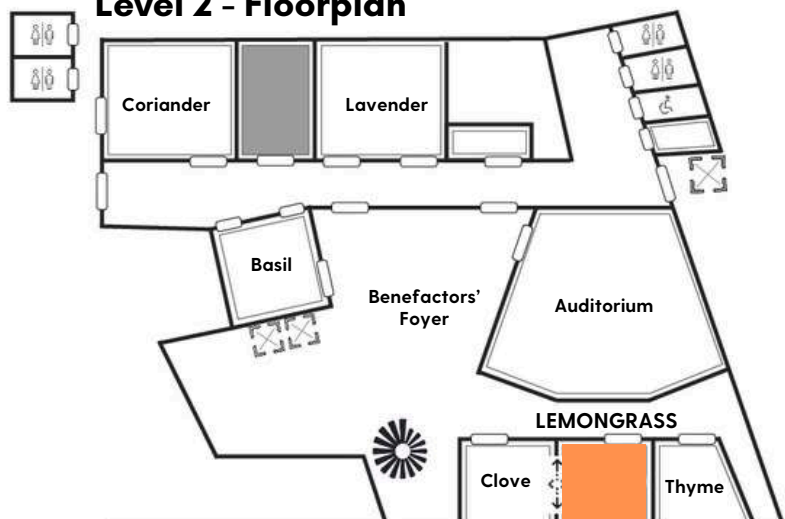 Level 2 - Floorplan
Coriander
Lavender
Basil
Benefactors’
Foyer
Auditorium
LEMONGRASS
Clove
Thyme